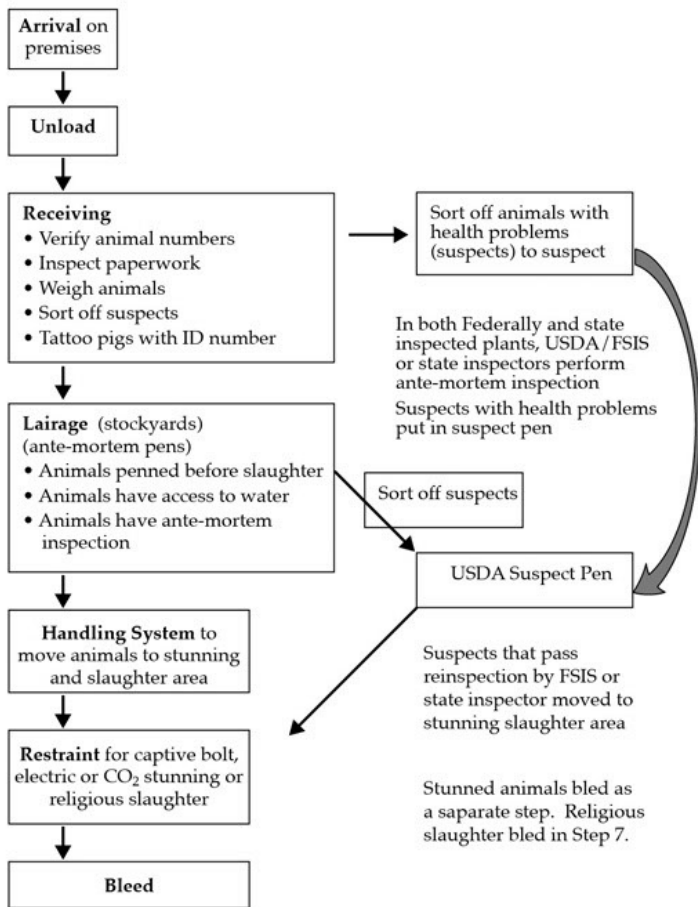 Arrival on
premises
Unload
Receiving
• Verify animal numbers
• Inspect paperwork
• Weigh animals
• Sort off suspects
• Tattoo pigs with ID number
Sort off animals with
health problems
(suspects) to suspect
In both Federally and state
inspected plants, USDA/FSIS
or state inspectors perform
ante-mortem inspection
Suspects with health problems
put in suspect pen
Lairage (stockyards)
(ante-mortem pens)
• Animals penned before slaughter
• Animals have access to water
• Animals have ante-mortem
inspection
Sort off suspects
USDA Suspect Pen
Handling System to
move animals to stunning
and slaughter area
Suspects that pass
reinspection by FSIS or
state inspector moved to
stunning slaughter area
Restraint for captive bolt,
electric or CO₂ stunning or
religious slaughter
Stunned animals bled as
a saparate step. Religious
slaughter bled in Step 7.
Bleed